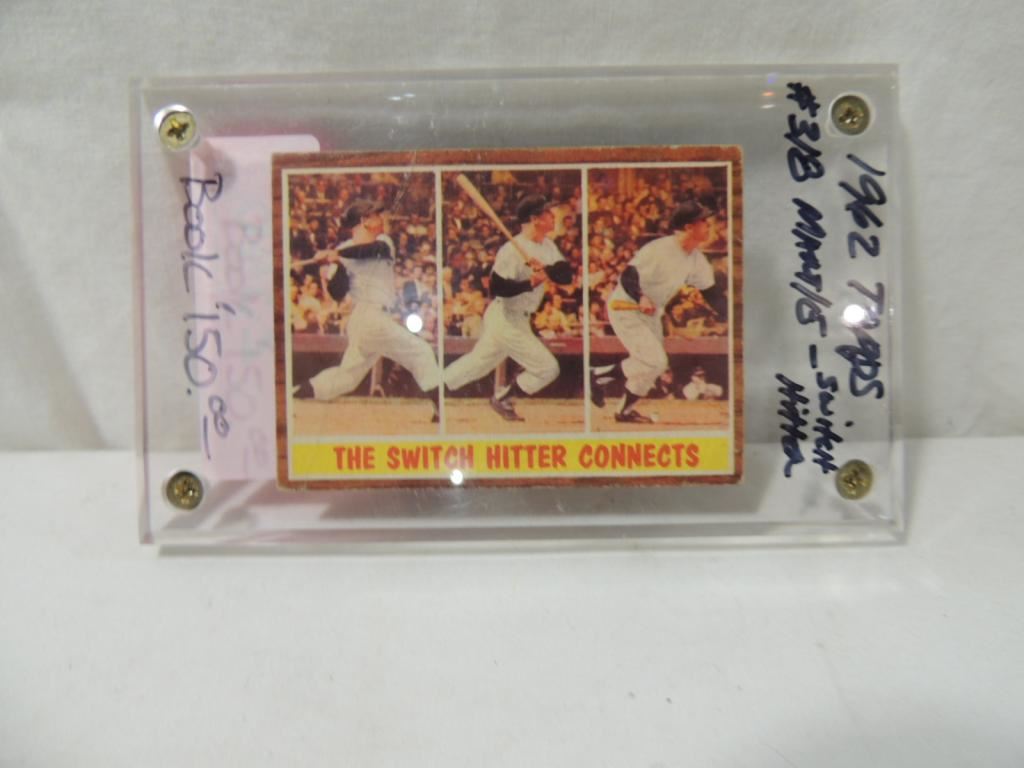 1962 Topps
#318 Mantle - Switch
Hitter
THE SWITCH HITTER CONNECTS
Book $150.00